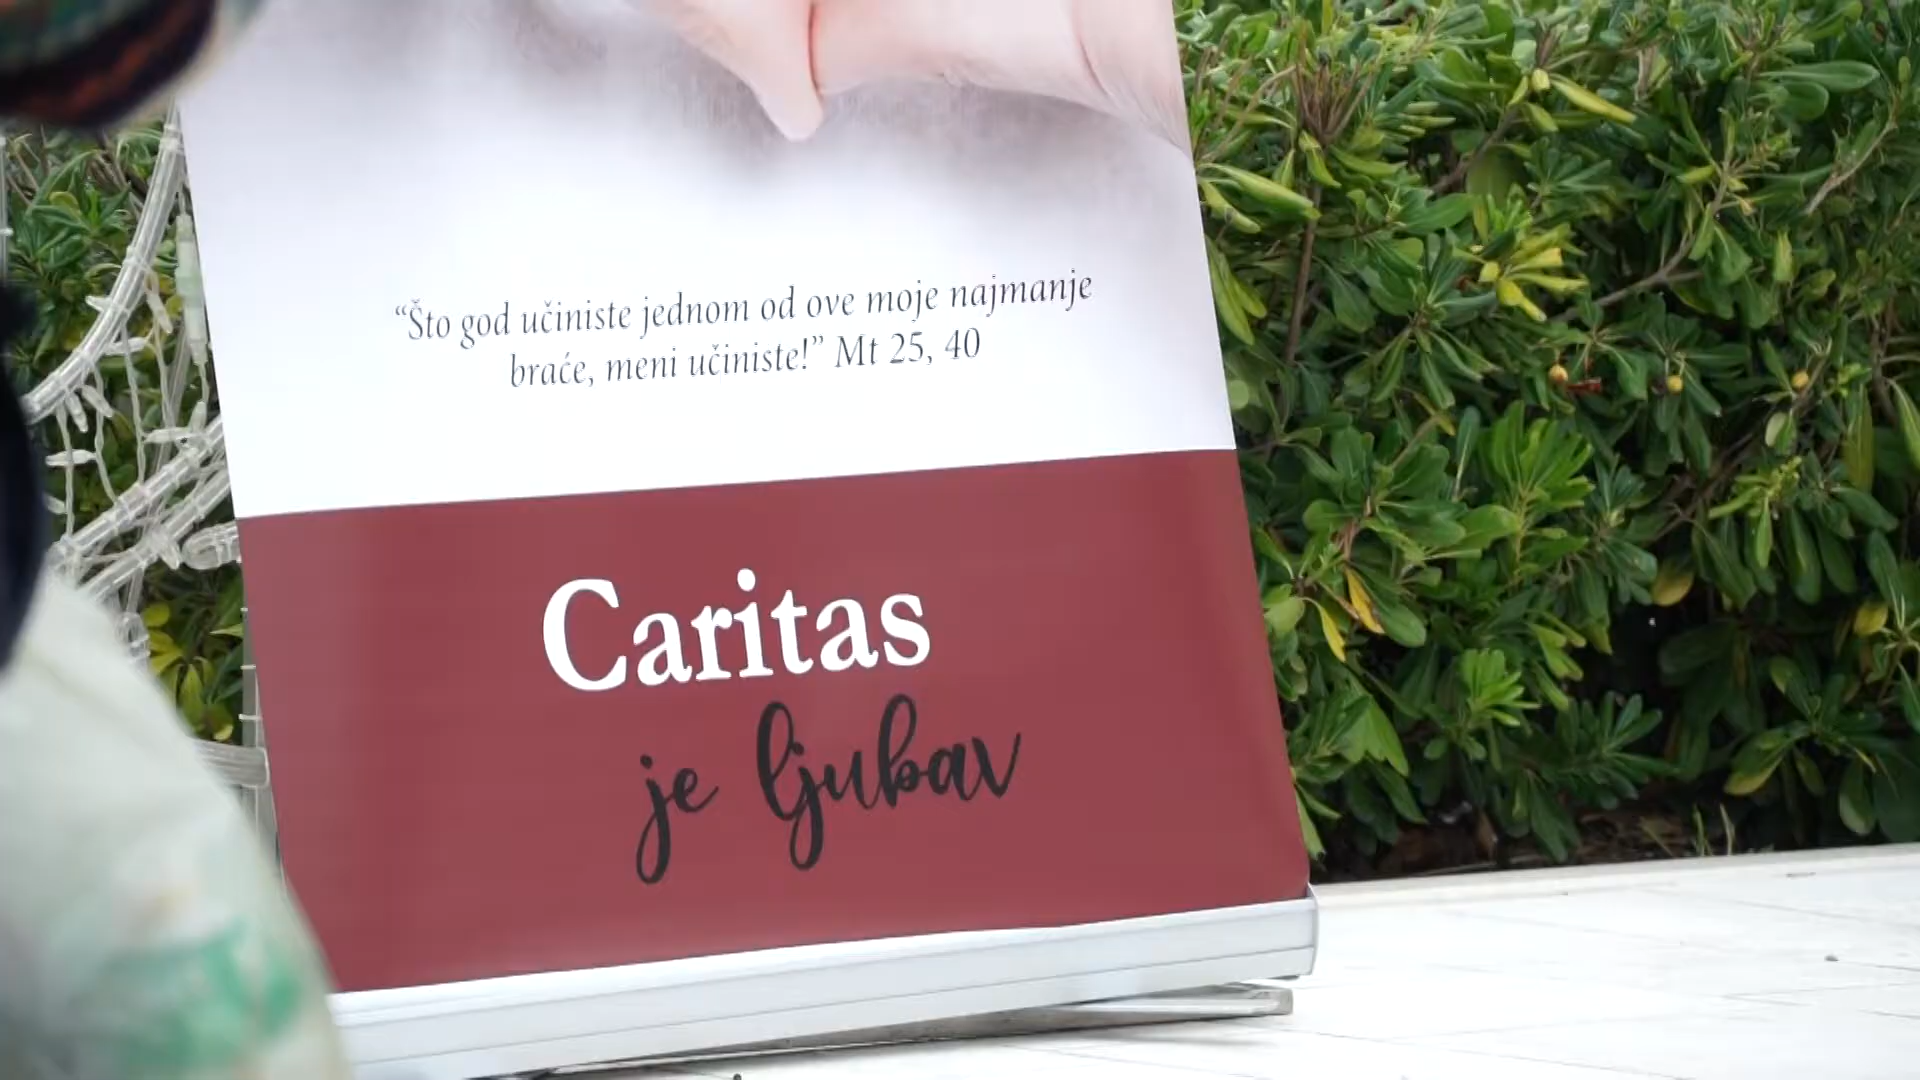 “Što god učiniste jednom od ove moje najmanje
braće, meni učiniste!” Mt 25, 40
Caritas
je ljubav